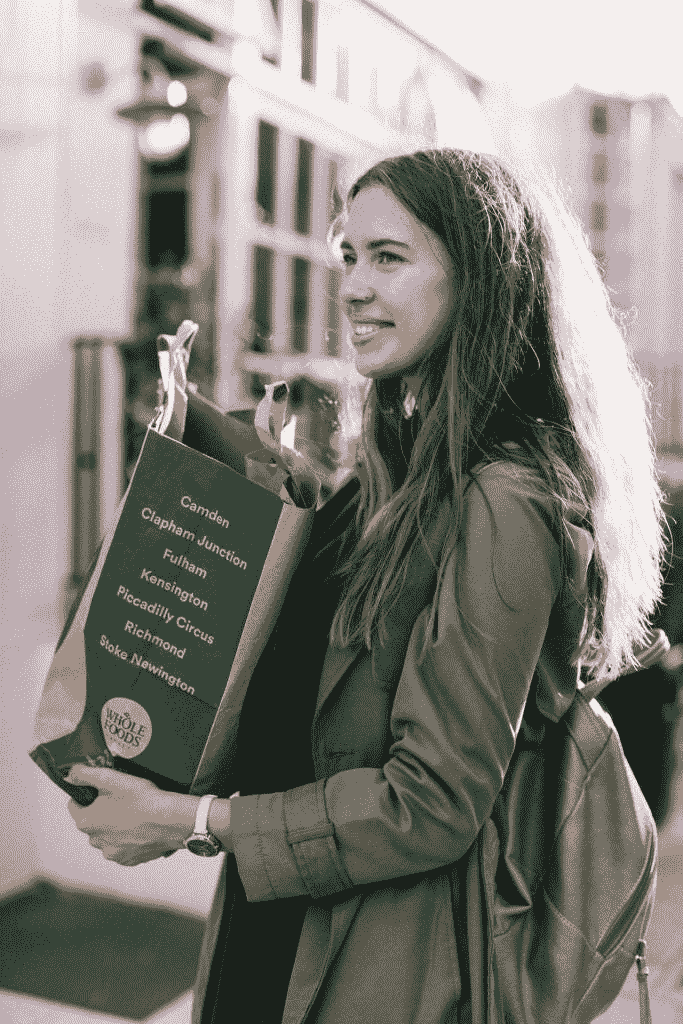 Camden
Clapham Junction
Fulham
Kensington
Piccadilly Circus
Richmond
Stoke Newington
WHOLE
FOODS